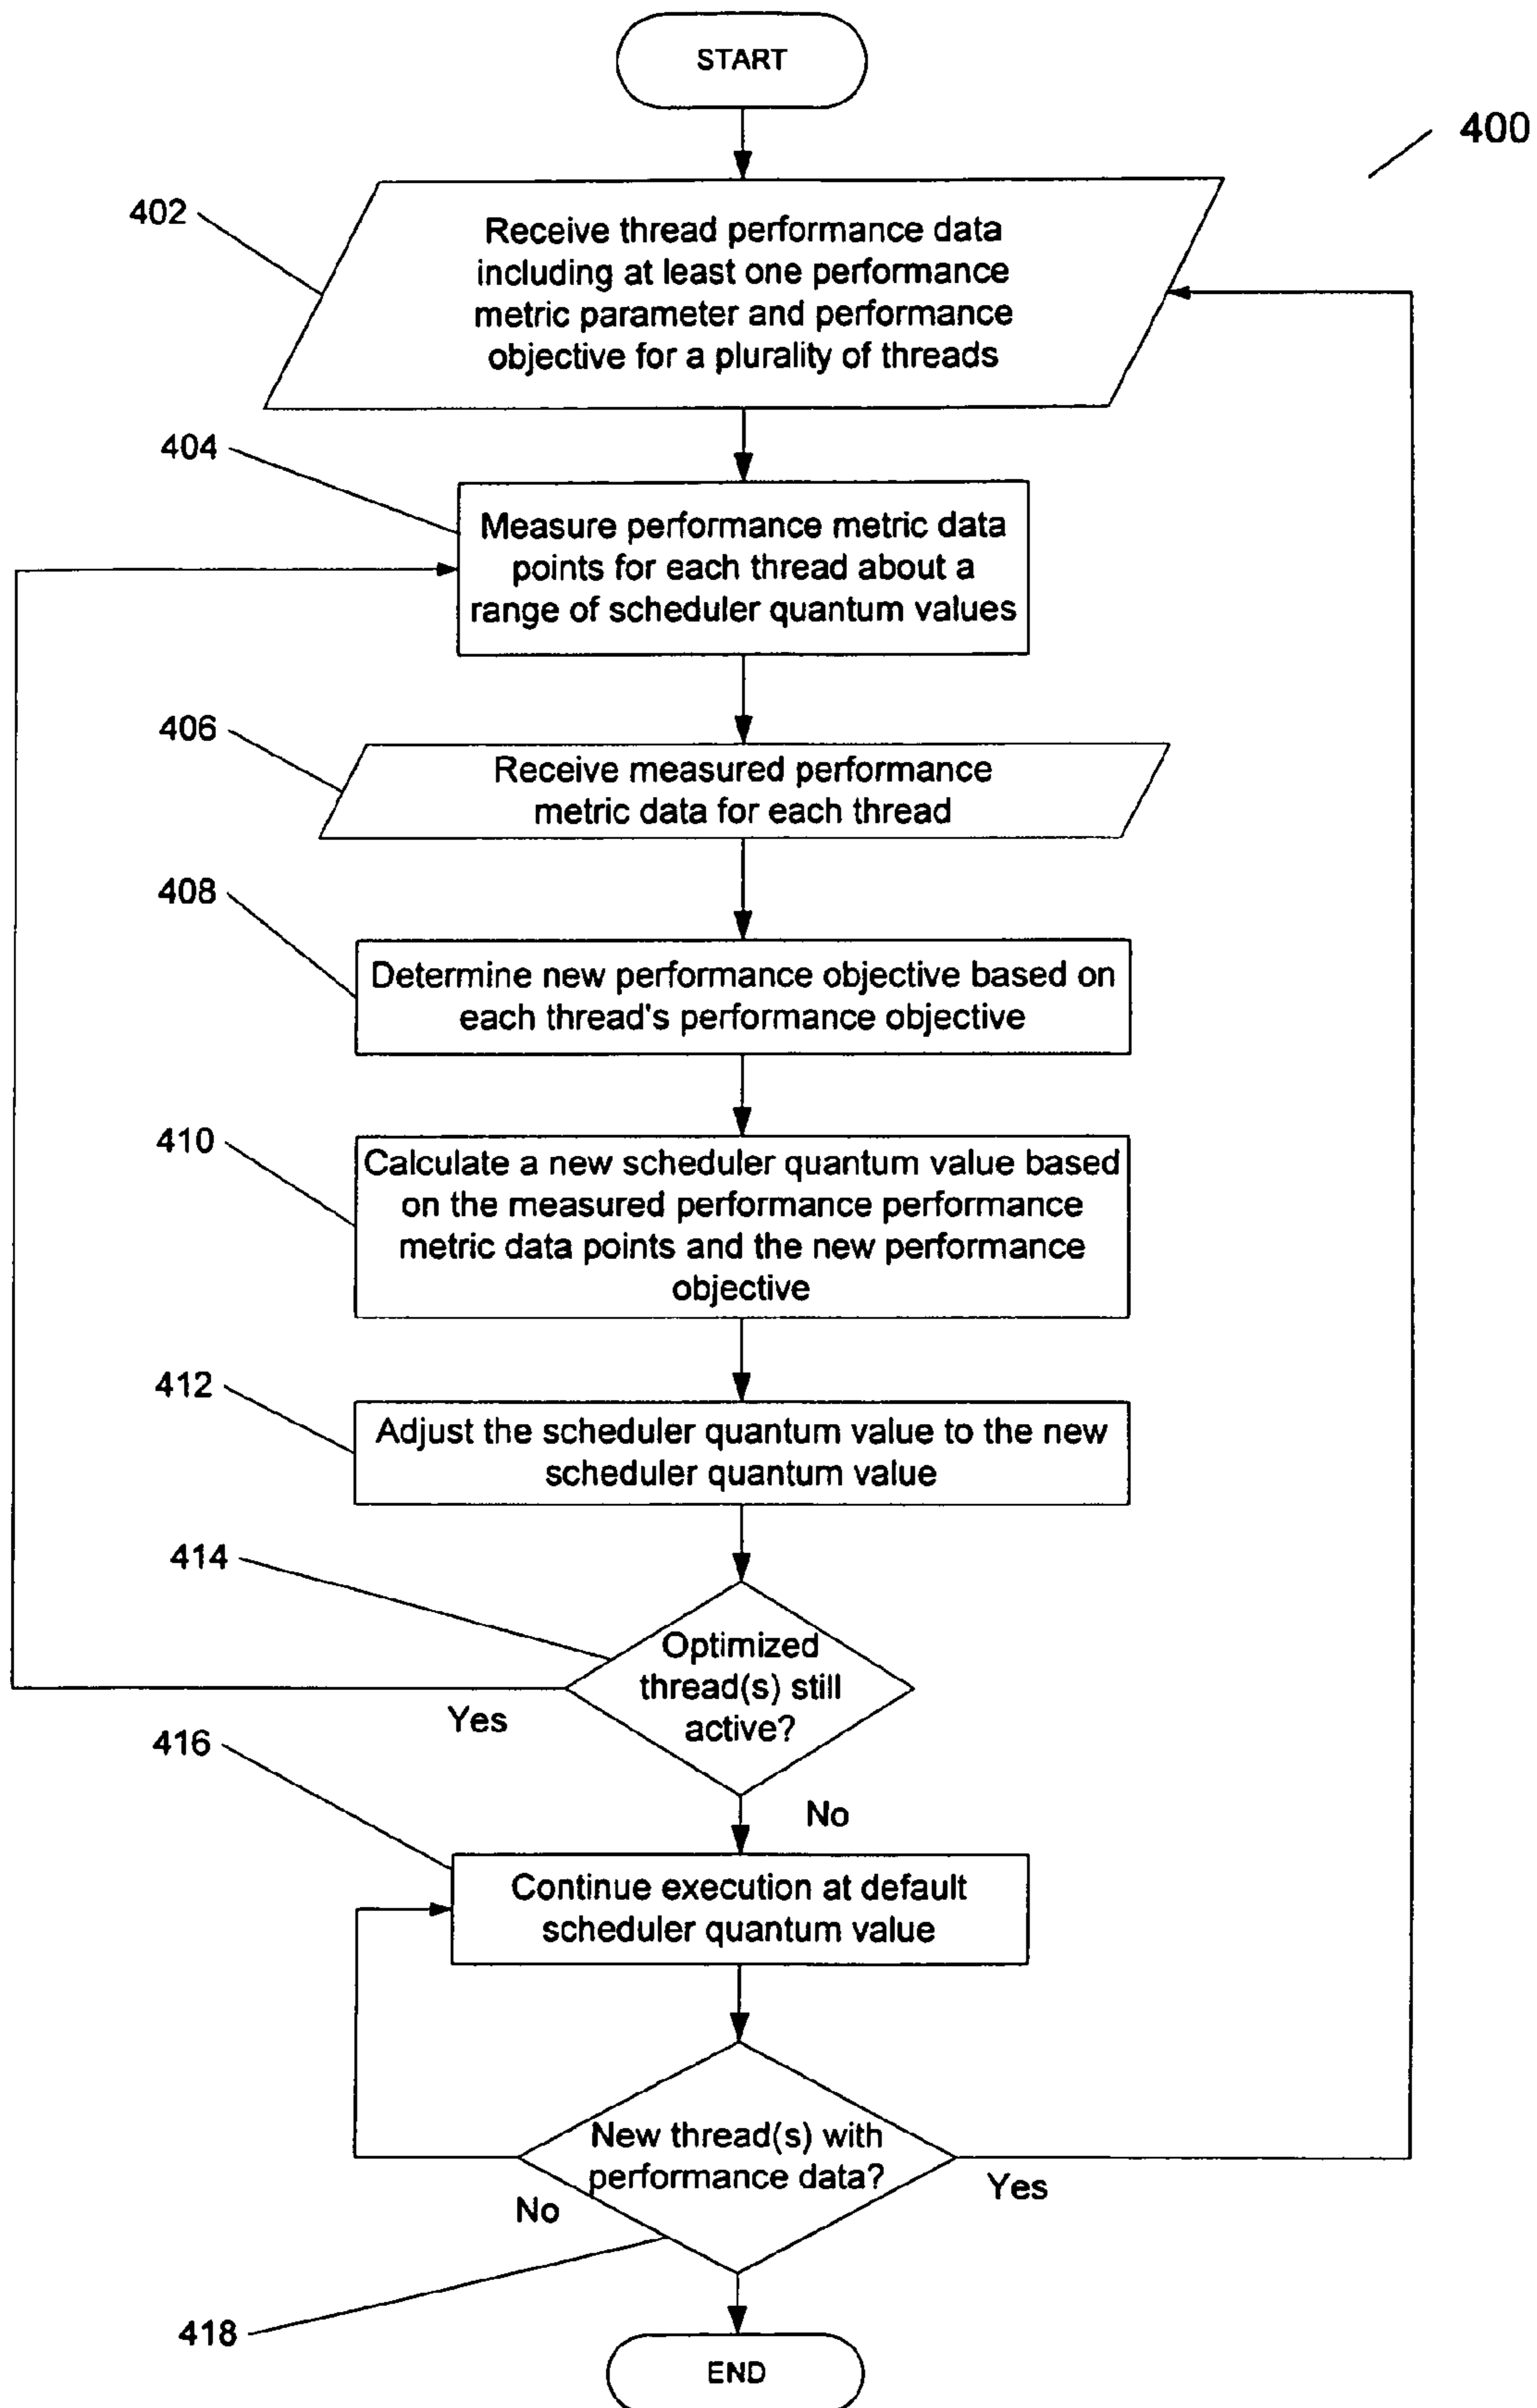 START
400
402
Receive thread performance data
including at least one performance
metric parameter and performance
objective for a plurality of threads
404
Measure performance metric data
points for each thread about a
range of scheduler quantum values
406
Receive measured performance
metric data for each thread
408
Determine new performance objective based on
each thread's performance objective
410
Calculate a new scheduler quantum value based
on the measured performance performance
metric data points and the new performance
objective
412
Adjust the scheduler quantum value to the new
scheduler quantum value
414
Optimized
thread(s) still
active?
Yes
416
No
Continue execution at default
scheduler quantum value
New thread(s) with
performance data?
Yes
No
418
END